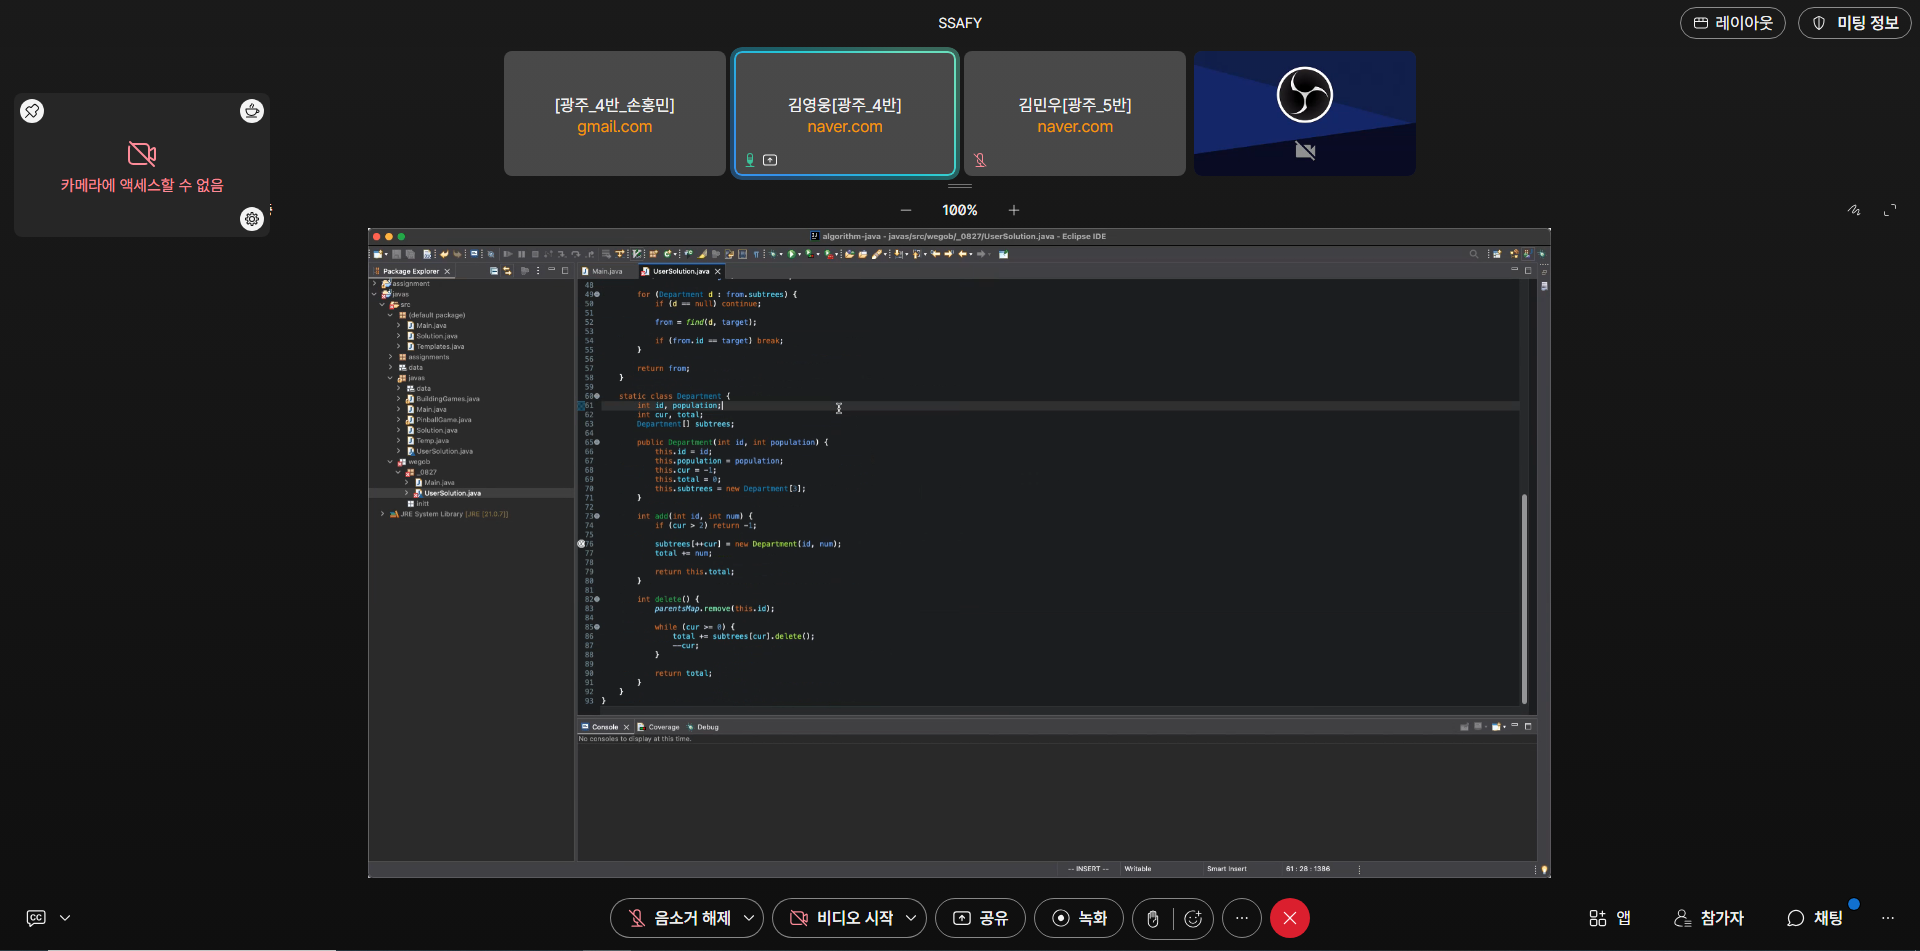 SSAFY
레이아웃
미팅 정보
카메라에 액세스할 수 없음
[광주_4반_손홍민]
gmail.com
김영웅[광주_4반]
naver.com
김민우[광주_5반]
naver.com
100%
algorithm-java - javas/src/wegob/_0827/UserSolution.java - Eclipse IDE
Package Explorer
assignment
javas
src
(default package)
Main.java
Solution.java
Templates.java
assignments
data
javas
data
BuildingGames.java
Main.java
PinballGame.java
Solution.java
Temp.java
UserSolution.java
wegob
_0827
Main.java
UserSolution.java
initt
JRE System Library [JRE [21.0.7]]
Main.java
UserSolution.java
48
49 for (Department d : from.subtrees) {
50 if (d == null) continue;
51
52 from = find(d, target);
53
54 if (from.id == target) break;
55 }
56
57 return from;
58 }
59
60 static class Department {
61 int id, population;
62 int cur, total;
63 Department[] subtrees;
64
65 public Department(int id, int population) {
66 this.id = id;
67 this.population = population;
68 this.cur = -1;
69 this.total = 0;
70 this.subtrees = new Department[3];
71 }
72
73 int add(int id, int num) {
74 if (cur > 2) return -1;
75
76 subtrees[++cur] = new Department(id, num);
77 total += num;
78
79 return this.total;
80 }
81
82 int delete() {
83 parentsMap.remove(this.id);
84
85 while (cur >= 0) {
86 total += subtrees[cur].delete();
87 --cur;
88 }
89
90 return total;
91 }
92 }
93 }
Console
Coverage
Debug
No consoles to display at this time.
-- INSERT --
Writable
Smart Insert
61 : 28 : 1386
CC
음소거 해제
비디오 시작
공유
녹화
앱
참가자
채팅